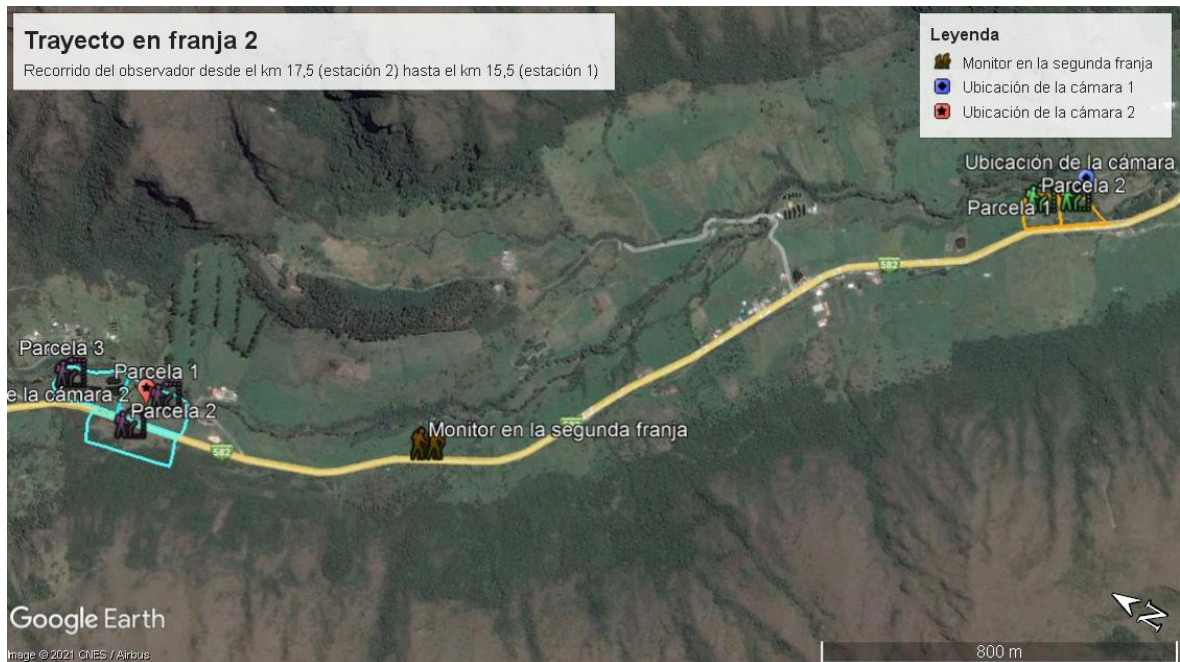 Trayecto en franja 2
Recorrido del observador desde el km 17,5 (estación 2) hasta el km 15,5 (estación 1)
Leyenda
Monitor en la segunda franja
Ubicación de la cámara 1
Ubicación de la cámara 2
Ubicación de la cámara
Parcela 2
Parcela 1
582
Parcela 3
Parcela 1
e la cámara 2
Parcela 2
Monitor en la segunda franja
582
Google Earth
N
800 m
Image © 2021 CNES / Airbus